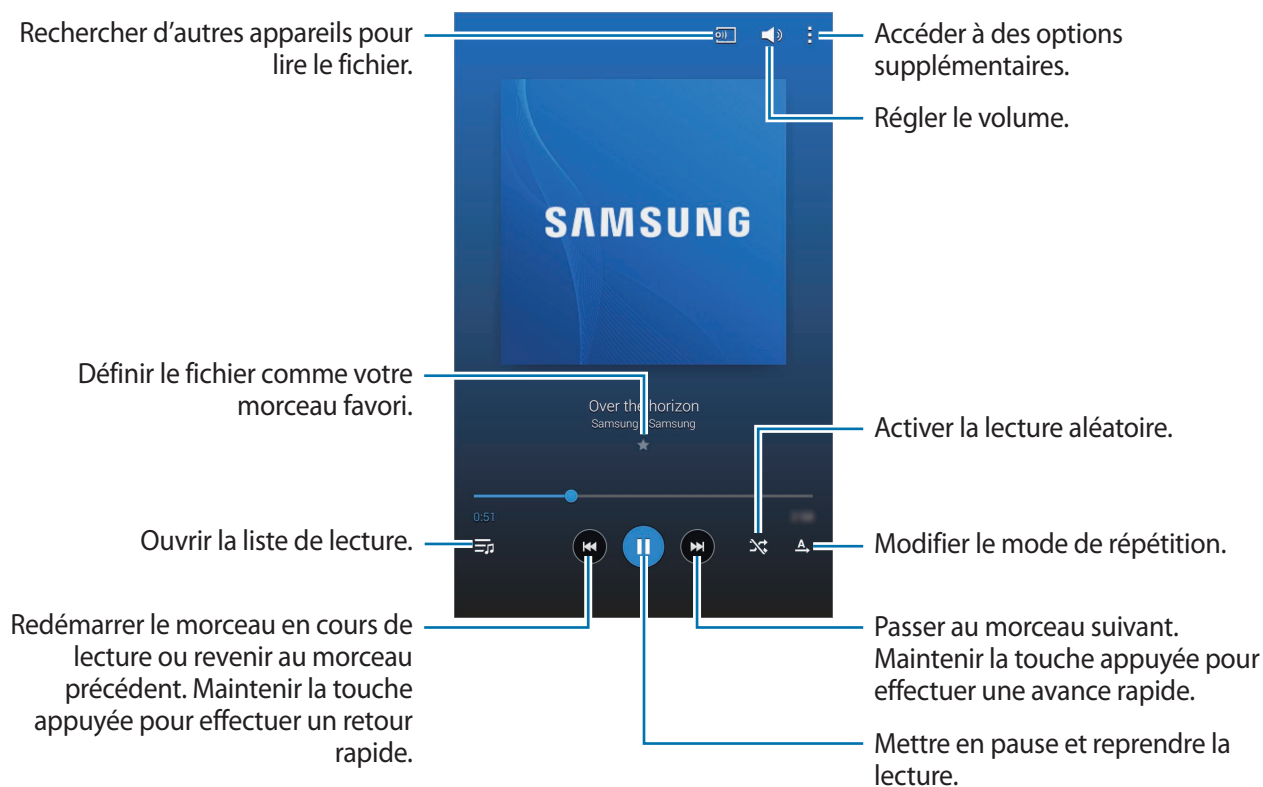 Rechercher d'autres appareils pour
lire le fichier.
Accéder à des options
supplémentaires.
Régler le volume.
SAMSUNG
Définir le fichier comme votre
morceau favori.
Over the horizon
Samsung Samsung
Activer la lecture aléatoire.
0:51
Ouvrir la liste de lecture.
A
Modifier le mode de répétition.
Redémarrer le morceau en cours de
lecture ou revenir au morceau
précédent. Maintenir la touche
appuyée pour effectuer un retour
rapide.
Passer au morceau suivant.
Maintenir la touche appuyée pour
effectuer une avance rapide.
Mettre en pause et reprendre la
lecture.